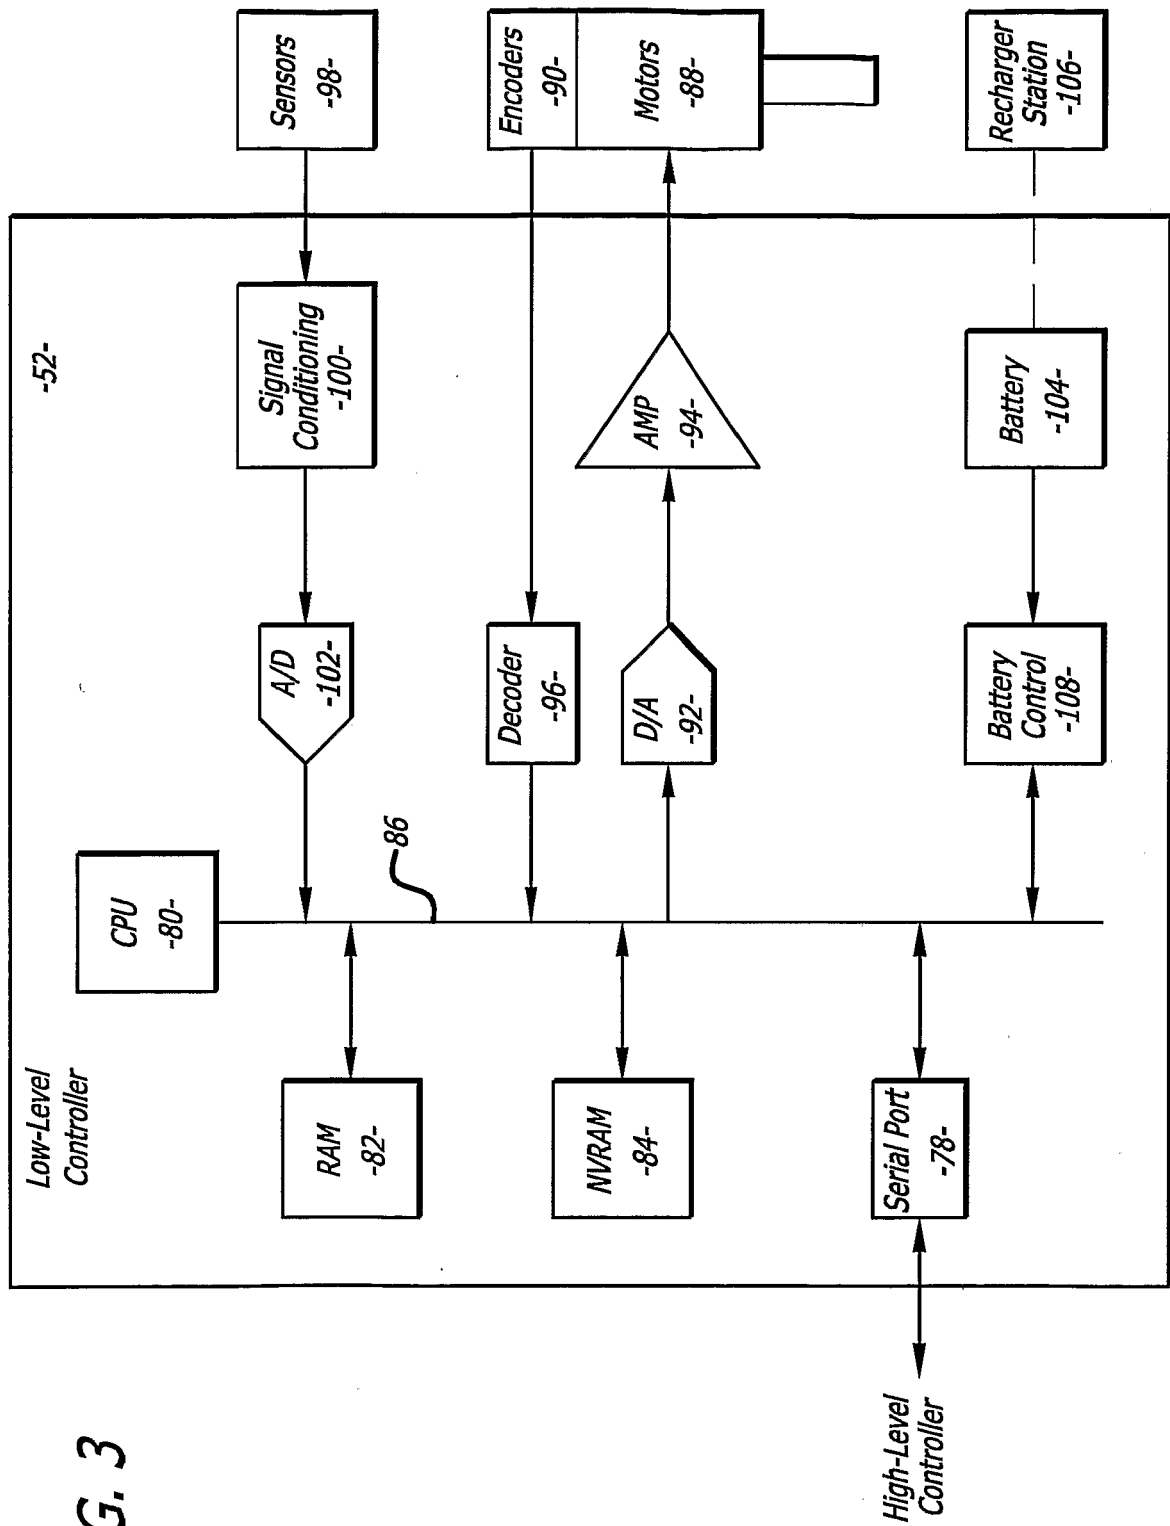 Low-Level
Controller
-52-
CPU
-80-
RAM
-82-
86
A/D
-102-
Signal
Conditioning
-100-
Sensors
-98-
NVRAM
-84-
Decoder
-96-
Encoders
-90-
D/A
-92-
AMP
-94-
Motors
-88-
Serial Port
-78-
High-Level
Controller
Battery
Control
-108-
Battery
-104-
Recharger
Station
-106-
G. 3